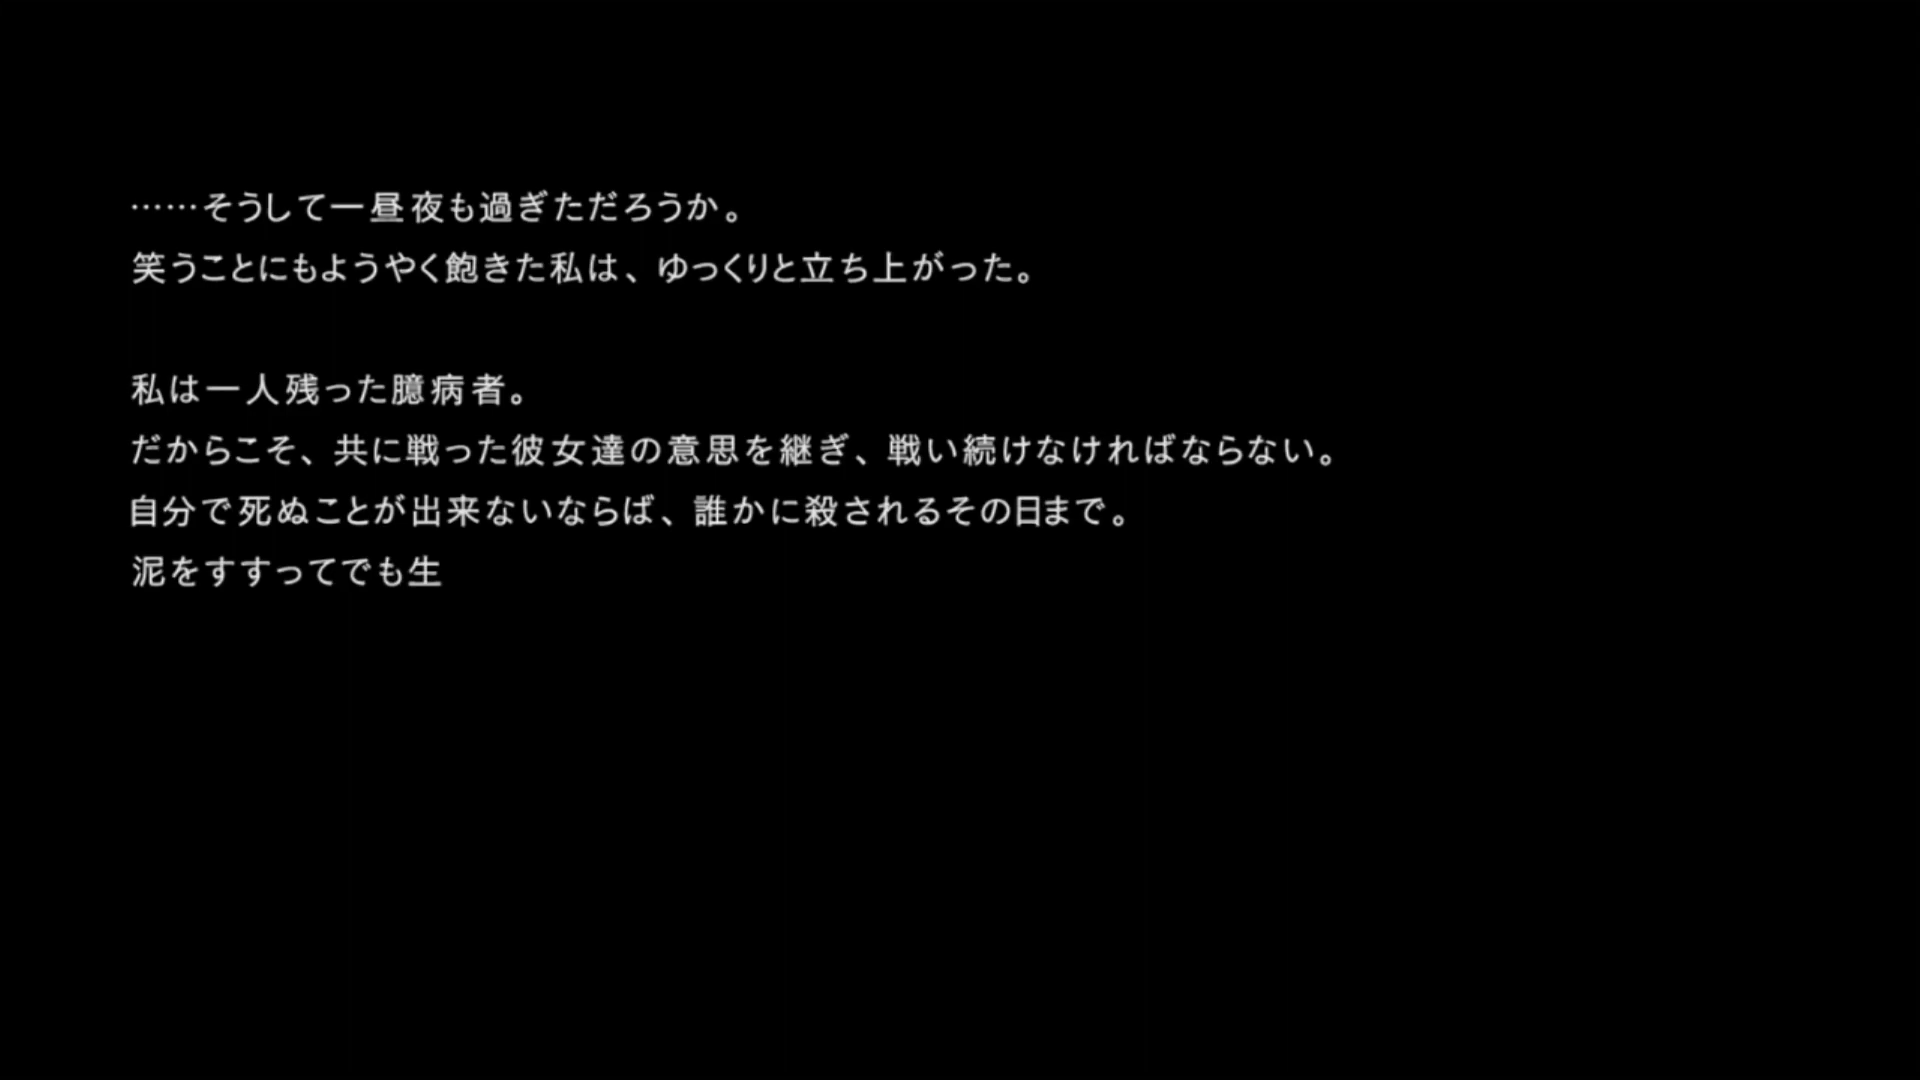 ……そうして一昼夜も過ぎただろうか。
笑うことにもようやく飽きた私は、ゆっくりと立ち上がった。
私は一人残った臆病者。
だからこそ、共に戦った彼女達の意思を継ぎ、戦い続けなければならない。
自分で死ぬことが出来ないならば、誰かに殺されるその日まで。
泥をすすってでも生